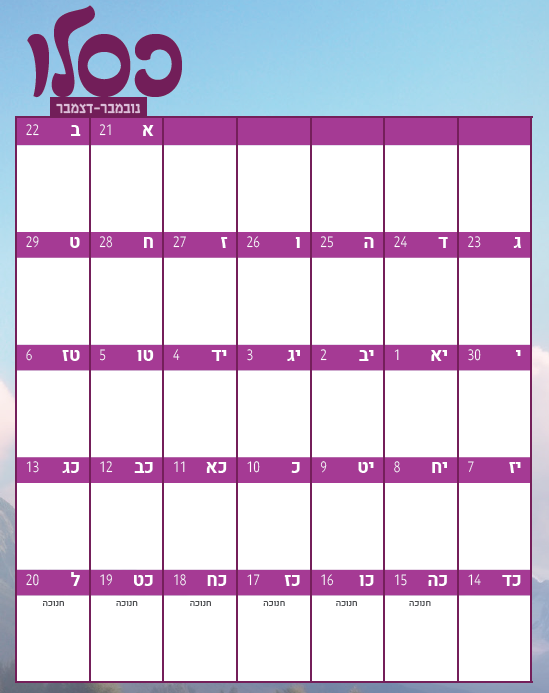 כסלו
נובמבר-דצמבר
א 21 ב 22
ג 23 ד 24 ה 25 ו 26 ז 27 ח 28 ט 29
י 30 יא 1 יב 2 יג 3 יד 4 טו 5 טז 6
יז 7 יח 8 יט 9 כ 10 כא 11 כב 12 כג 13
כד 14 כה 15 כו 16 כז 17 כח 18 כט 19 ל 20
חנוכה חנוכה חנוכה חנוכה חנוכה חנוכה